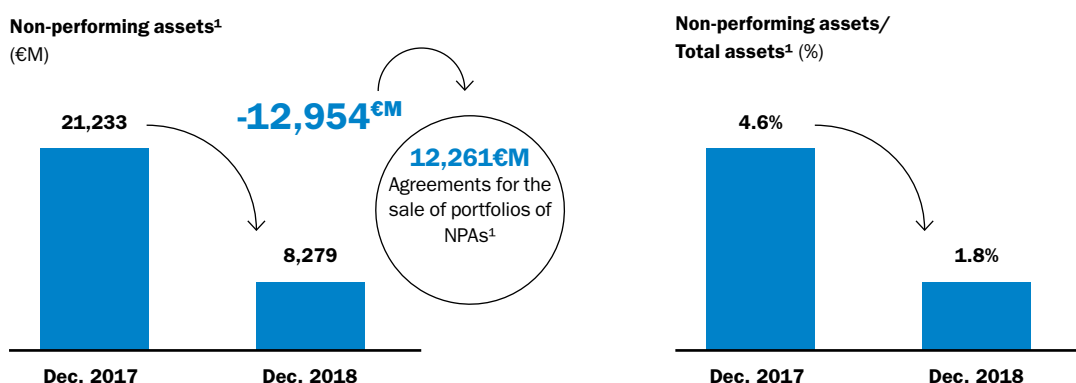 Non-performing assets¹
(€M)
-12,954€M
21,233
12,261€M
Agreements for the
sale of portfolios of
NPAs¹
8,279
Dec. 2017
Dec. 2018
Non-performing assets/
Total assets¹ (%)
4.6%
1.8%
Dec. 2017
Dec. 2018